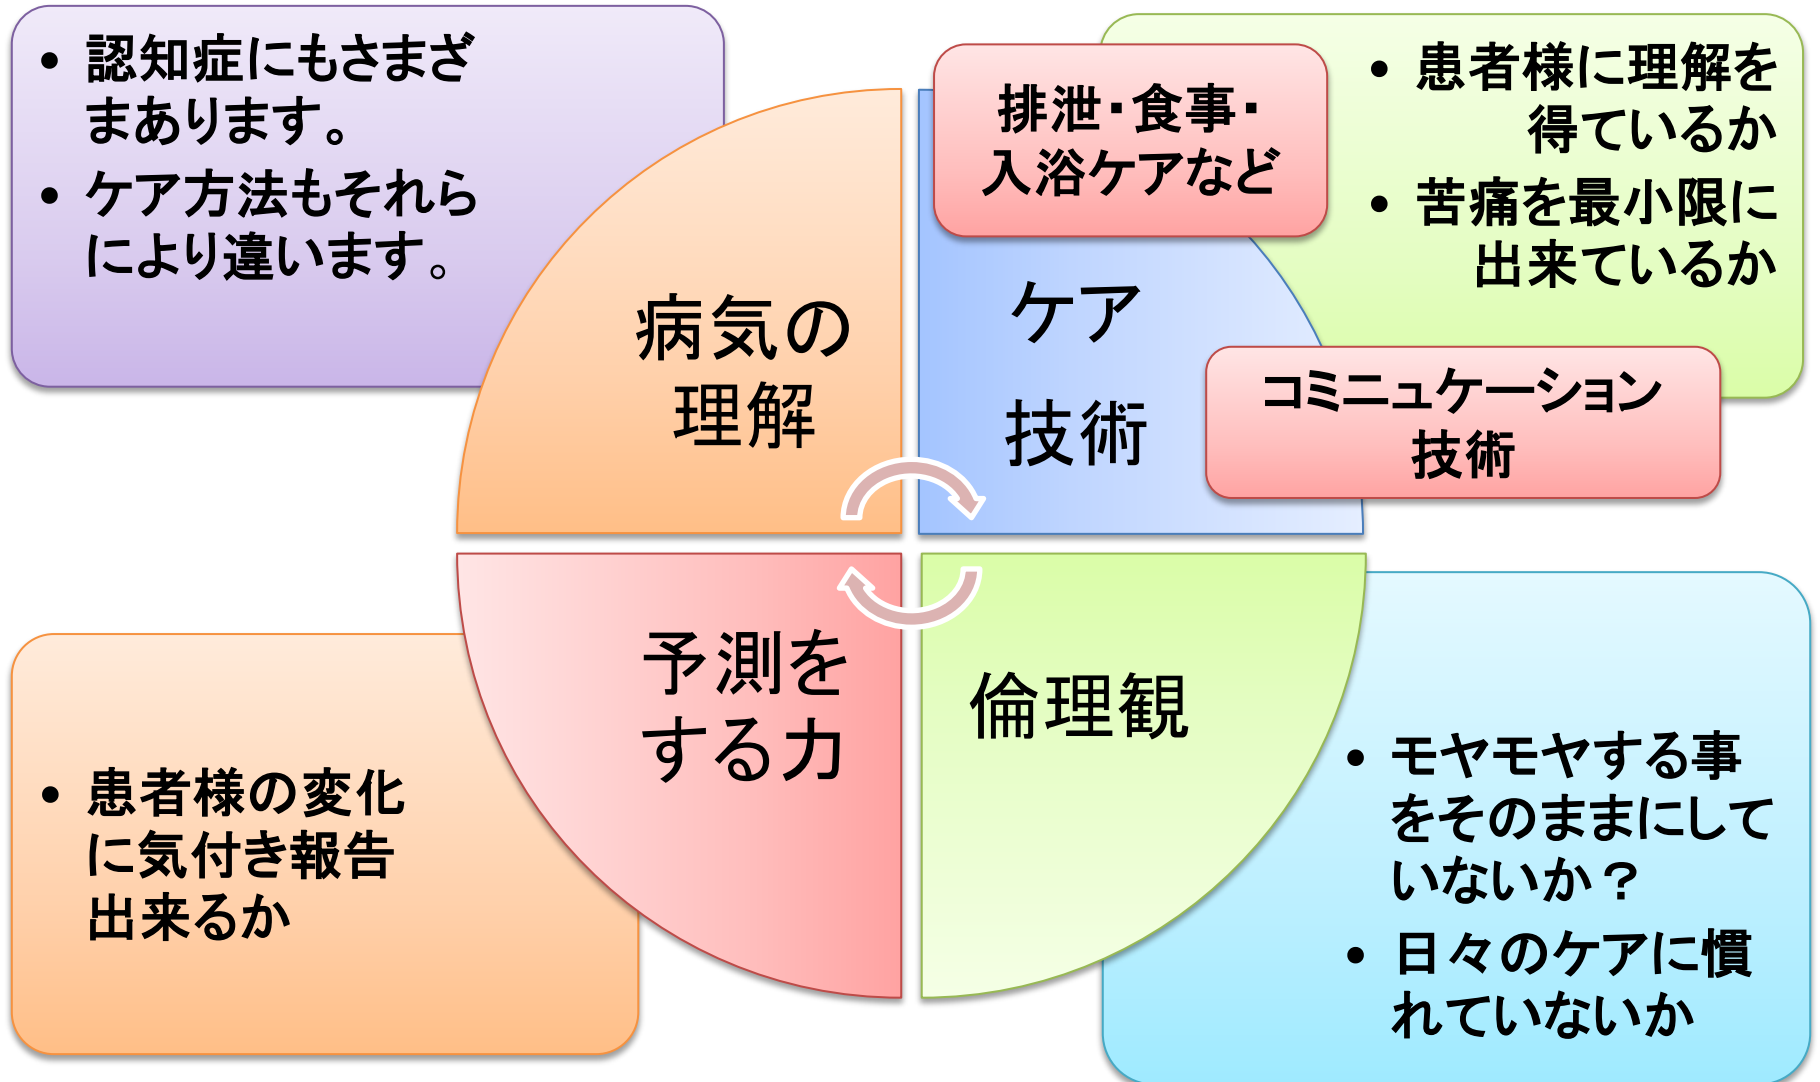 ・認知症にもさまざ
まあります。
・ケア方法もそれら
により違います。
病気の
理解
排泄・食事・
入浴ケアなど
ケア
技術
・患者様に理解を
得ているか
・苦痛を最小限に
出来ているか
コミニュケーション
技術
予測を
する力
・患者様の変化
に気付き報告
出来るか
倫理観
・モヤモヤする事
をそのままにして
いないか？
・日々のケアに慣
れていないか